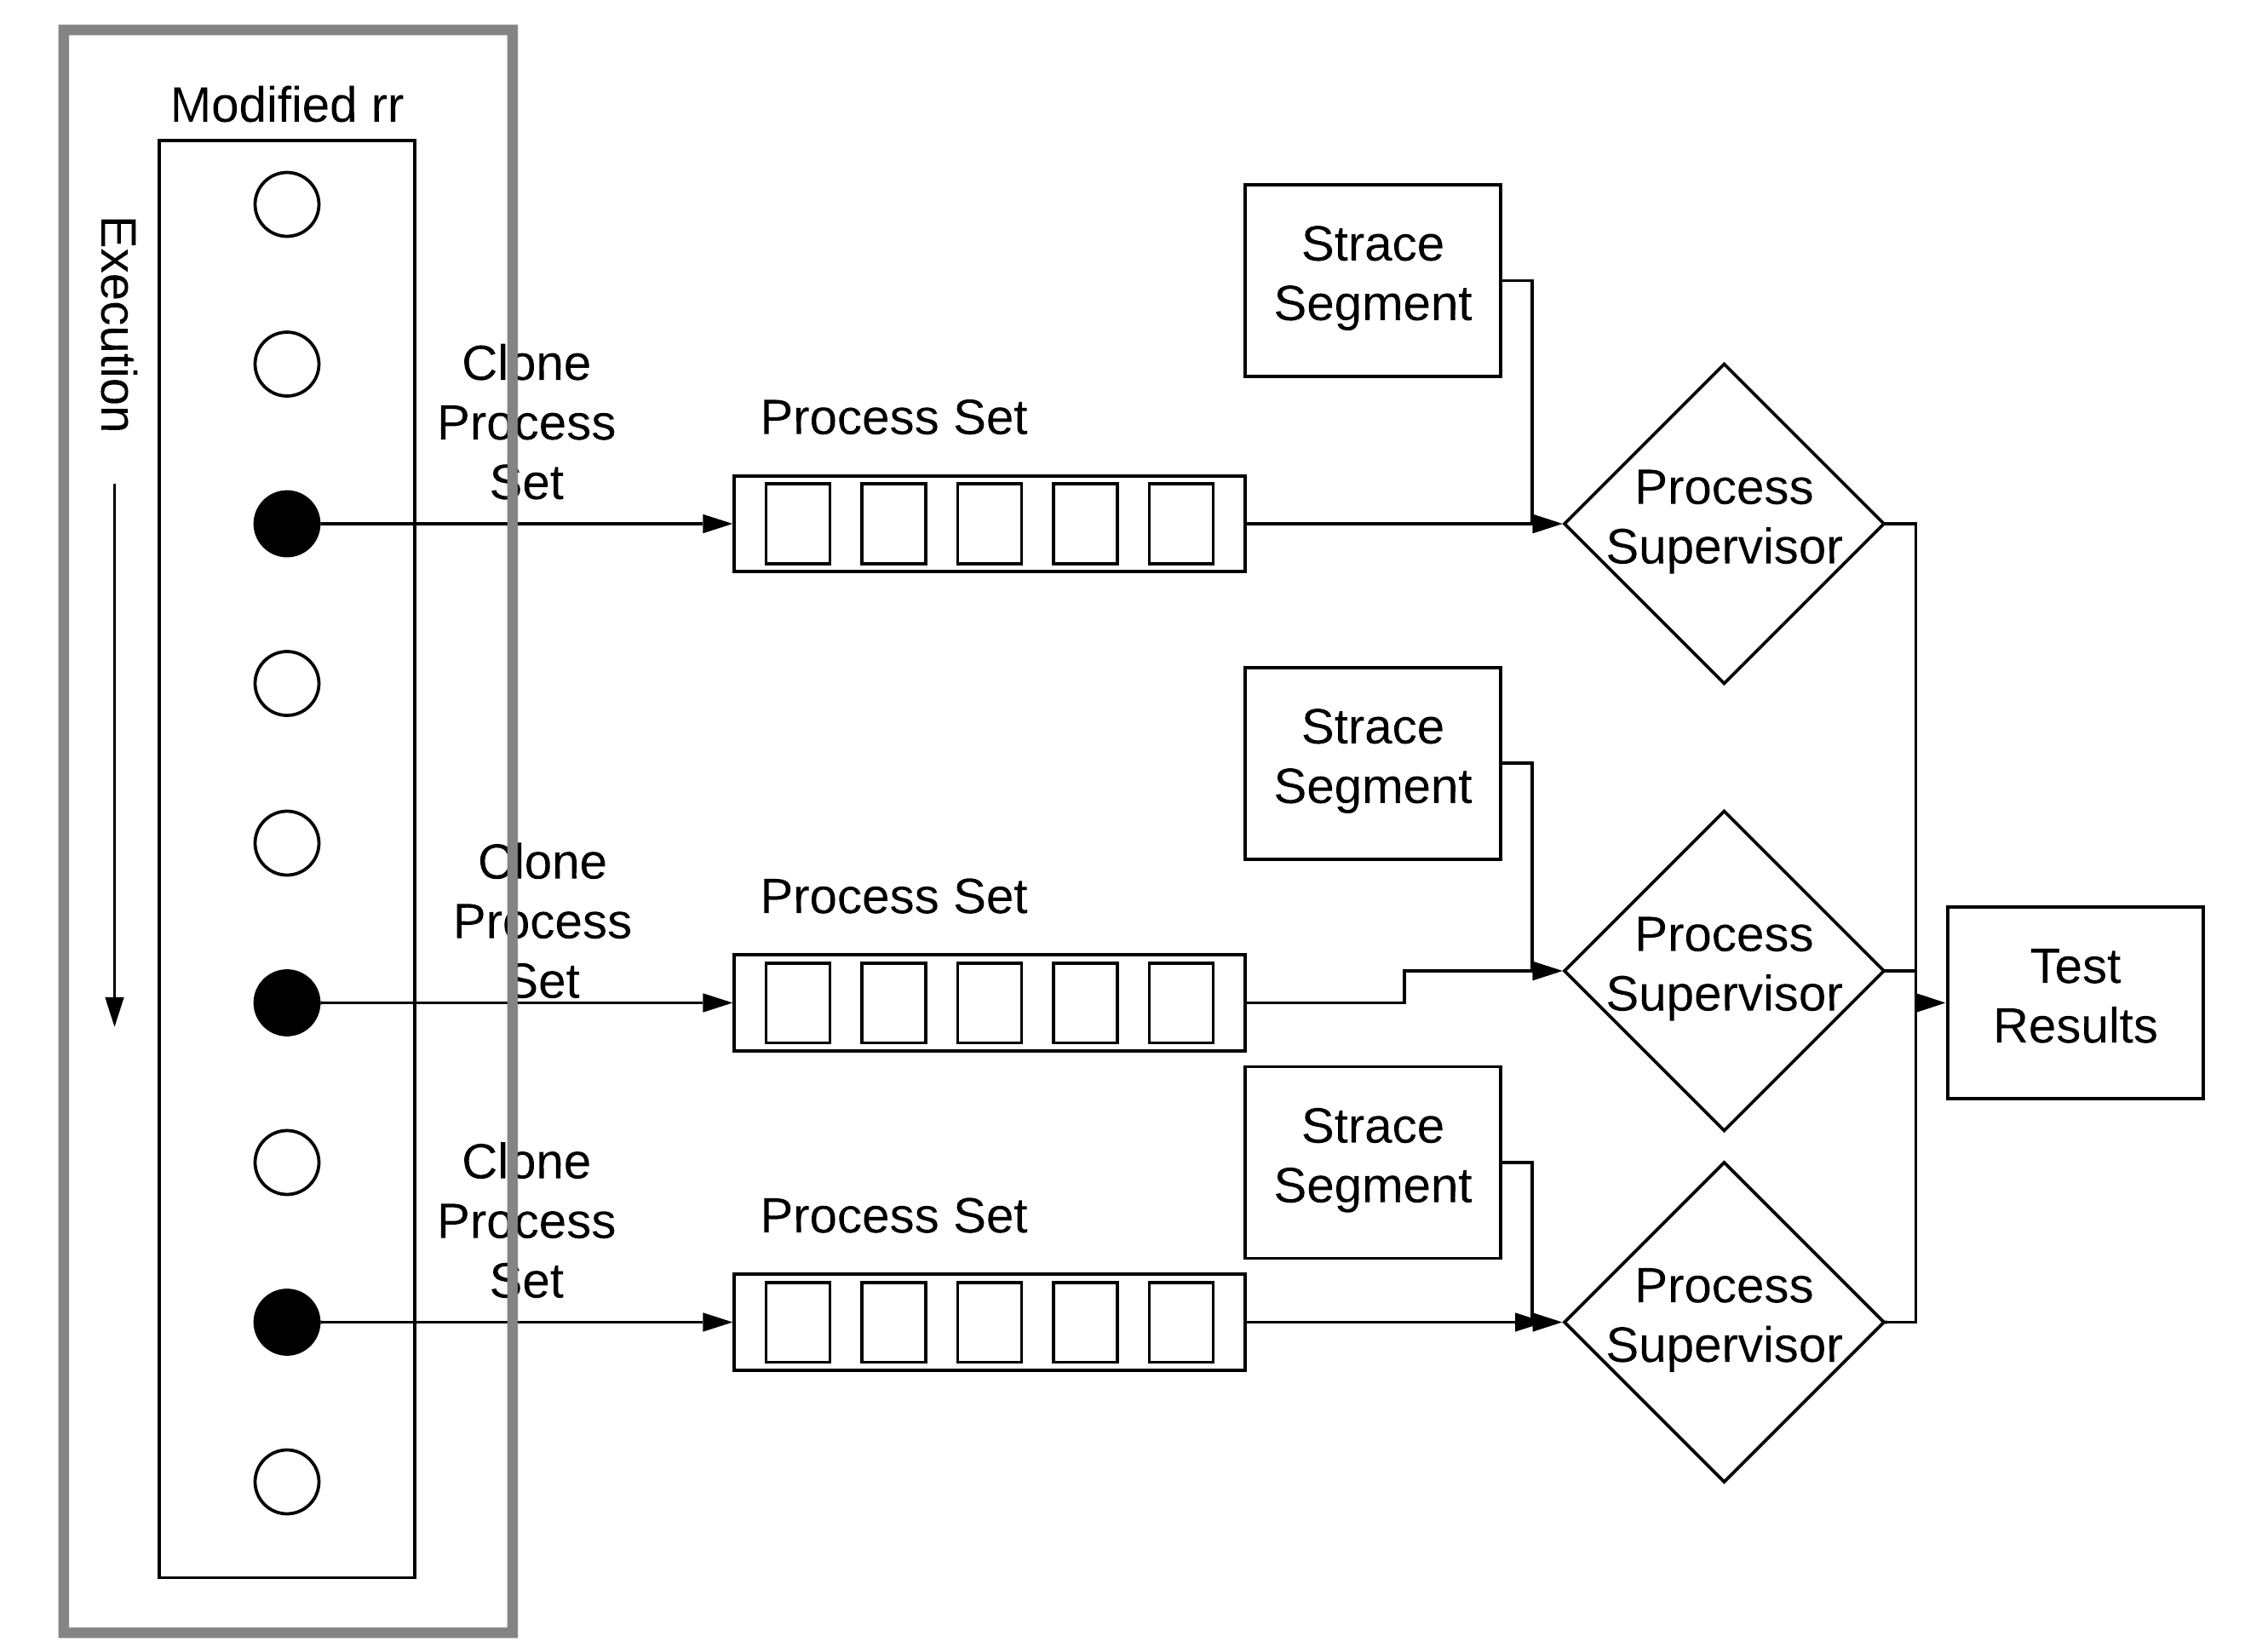 Modified rr
Execution
Clone
Process
Set
Process Set
Strace
Segment
Process
Supervisor
Clone
Process
Set
Process Set
Strace
Segment
Process
Supervisor
Test
Results
Clone
Process
Set
Process Set
Strace
Segment
Process
Supervisor